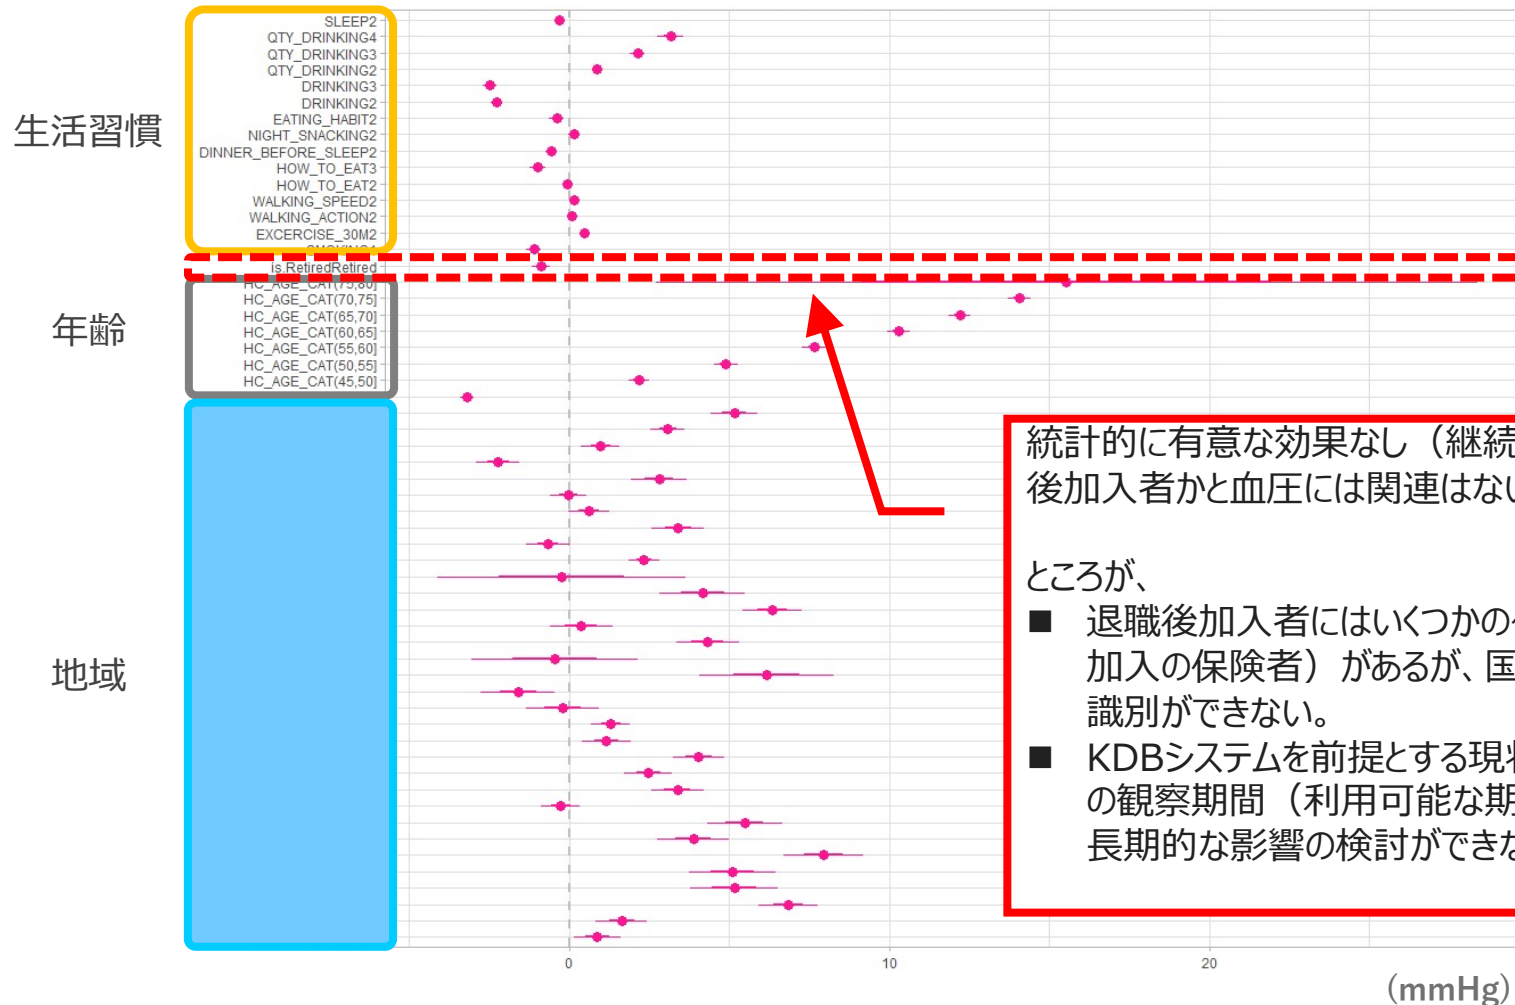 生活習慣
SLEEP2
QTY_DRINKING4
QTY_DRINKING3
QTY_DRINKING2
DRINKING3
DRINKING2
EATING_HABIT2
NIGHT_SNACKING2
DINNER_BEFORE_SLEEP2
HOW_TO_EAT3
HOW_TO_EAT2
WALKING_SPEED2
WALKING_ACTION2
EXCERCISE_30M2
is.RetiredRetired
年齢
HC_AGE_CAT(75,80]
HC_AGE_CAT(70,75]
HC_AGE_CAT(65,70]
HC_AGE_CAT(60,65]
HC_AGE_CAT(55,60]
HC_AGE_CAT(50,55]
HC_AGE_CAT(45,50]
地域
統計的に有意な効果なし（継続
後加入者かと血圧には関連はな
ところが、
■ 退職後加入者にはいくつかの
加入の保険者）があるが、国
識別ができない。
■ KDBシステムを前提とする現
の観察期間（利用可能な期
長期的な影響の検討ができ
0
10
20
(mmHg)